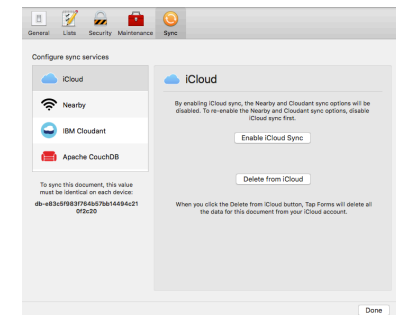 General Lists Security Maintenance Sync
Configure sync services
iCloud
Nearby
IBM Cloudant
Apache CouchDB
To sync this document, this value
must be identical on each device:
db-e83c5f983f764b57bb14494c21
0f2c20
iCloud
By enabling iCloud sync, the Nearby and Cloudant sync options will be
disabled. To re-enable the Nearby and Cloudant sync options, disable
iCloud sync first.
Enable iCloud Sync
Delete from iCloud
When you click the Delete from iCloud button, Tap Forms will delete all
the data for this document from your iCloud account.
Done